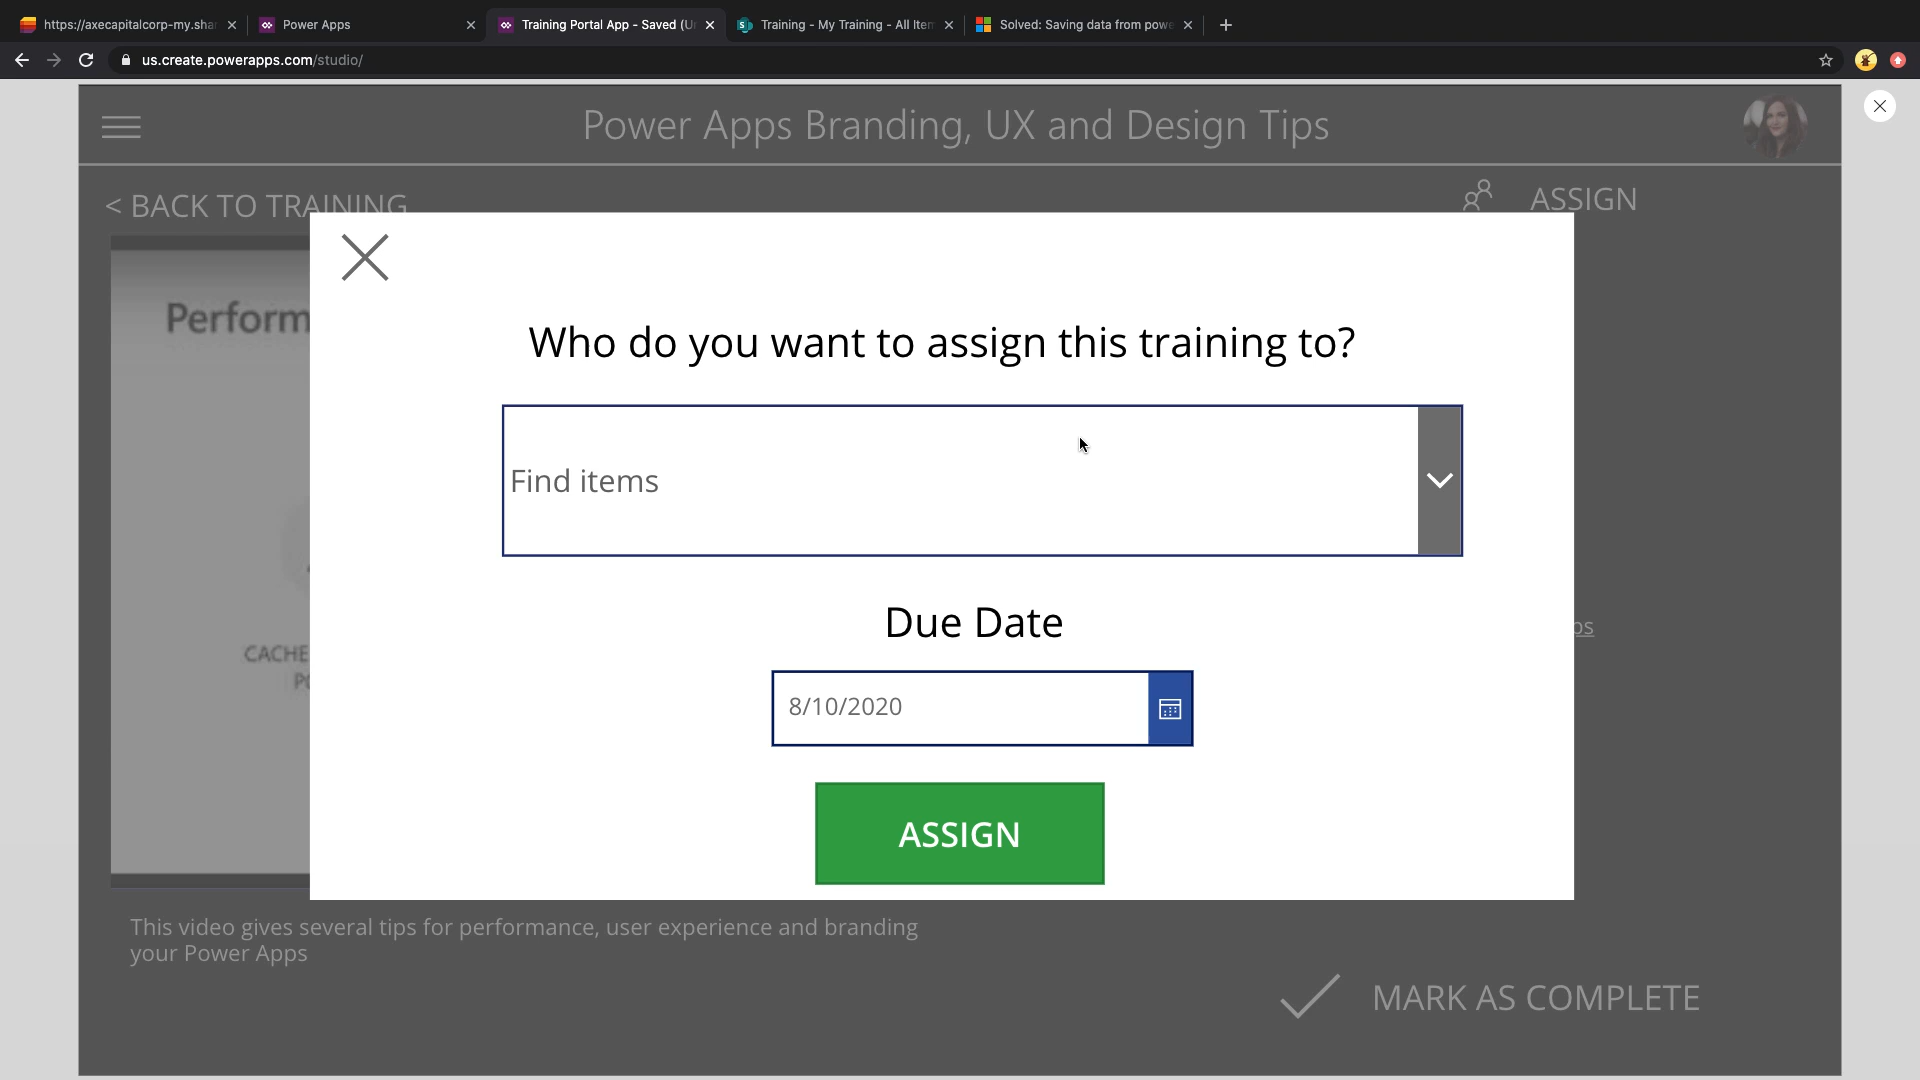 https://axecapitalcorp-my.sha
Power Apps
Training Portal App - Saved (U
Training - My Training - All Iten
Solved: Saving data from powe
us.create.powerapps.com/studio/
Power Apps Branding, UX and Design Tips
< BACK TO TRAINING
ASSIGN
Perform
Who do you want to assign this training to?
Find items
Due Date
ps
CACHE
8/10/2020
ASSIGN
This video gives several tips for performance, user experience and branding
your Power Apps
MARK AS COMPLETE